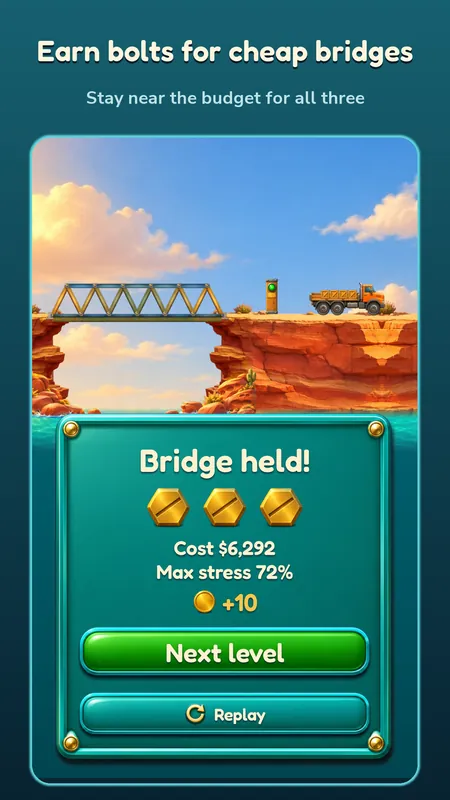 Earn bolts for cheap bridges
Stay near the budget for all three
Bridge held!
Cost $6,292
Max stress 72%
+10
Next level
Replay